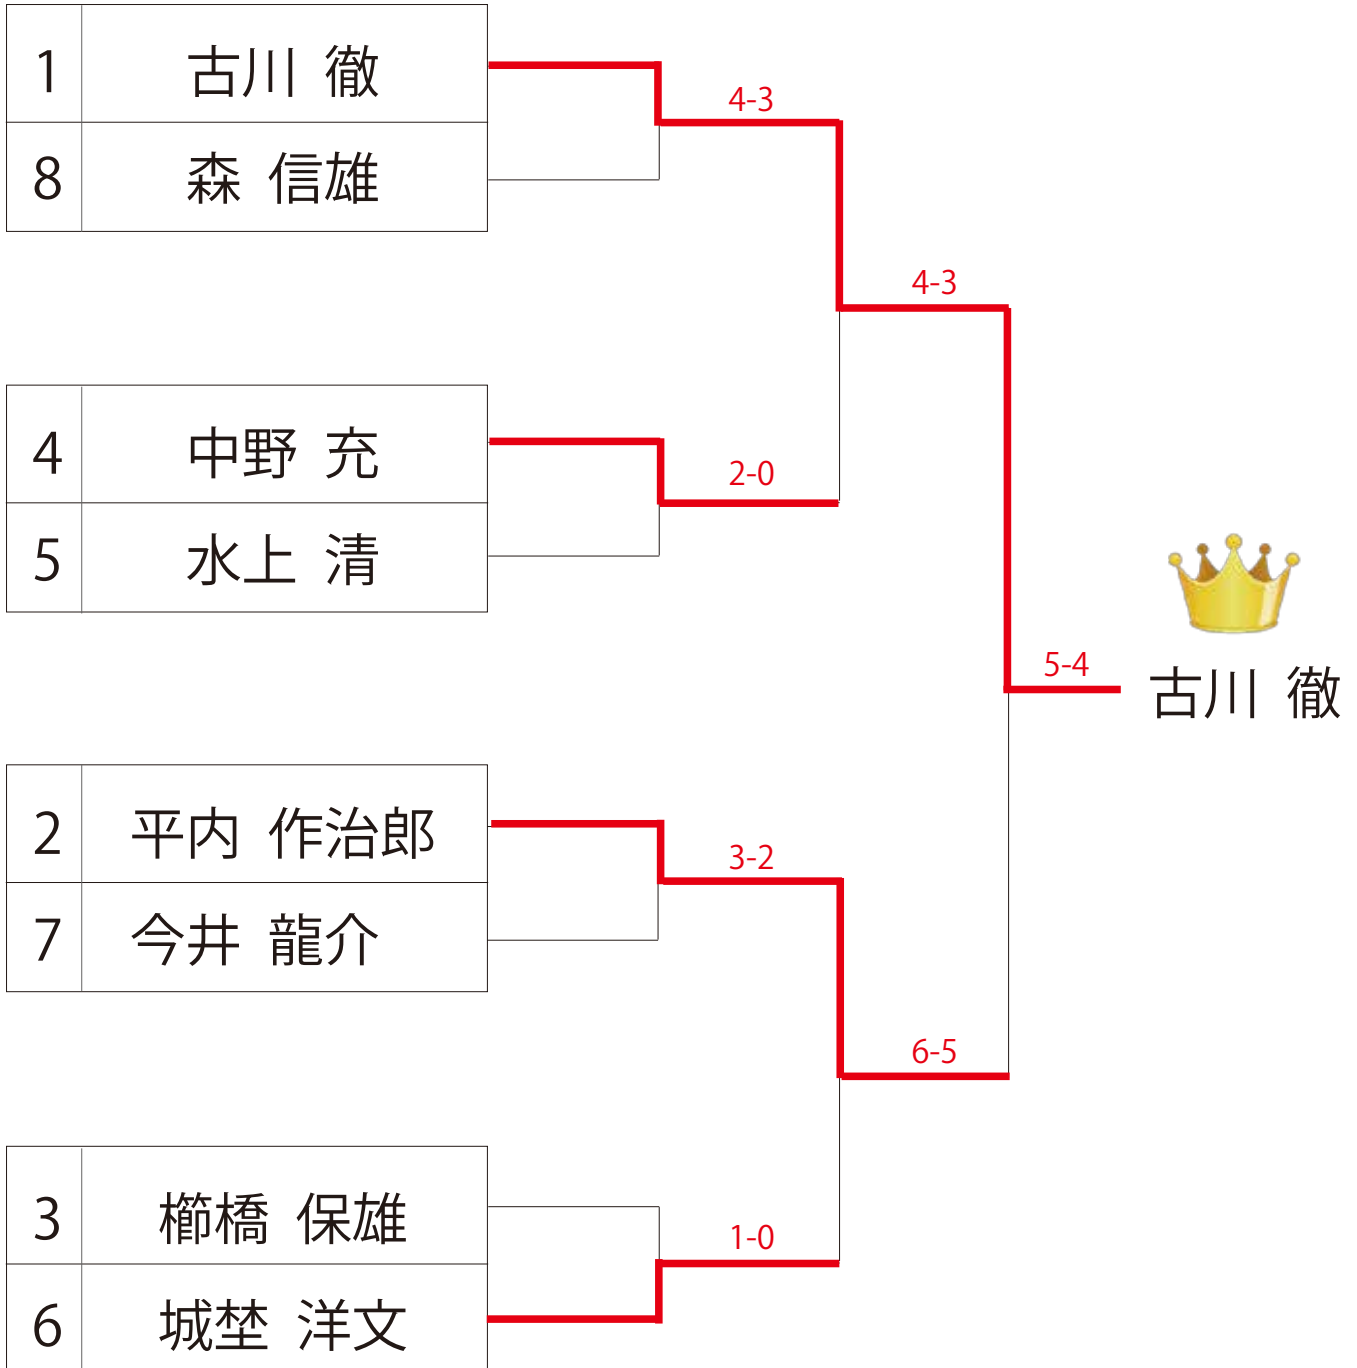 1 古川 徹
8 森 信雄
4-3
4 中野 充
5 水上 清
2-0
4-3
2 平内 作治郎
7 今井 龍介
3-2
3 櫛橋 保雄
6 城埜 洋文
1-0
6-5
5-4
古川 徹